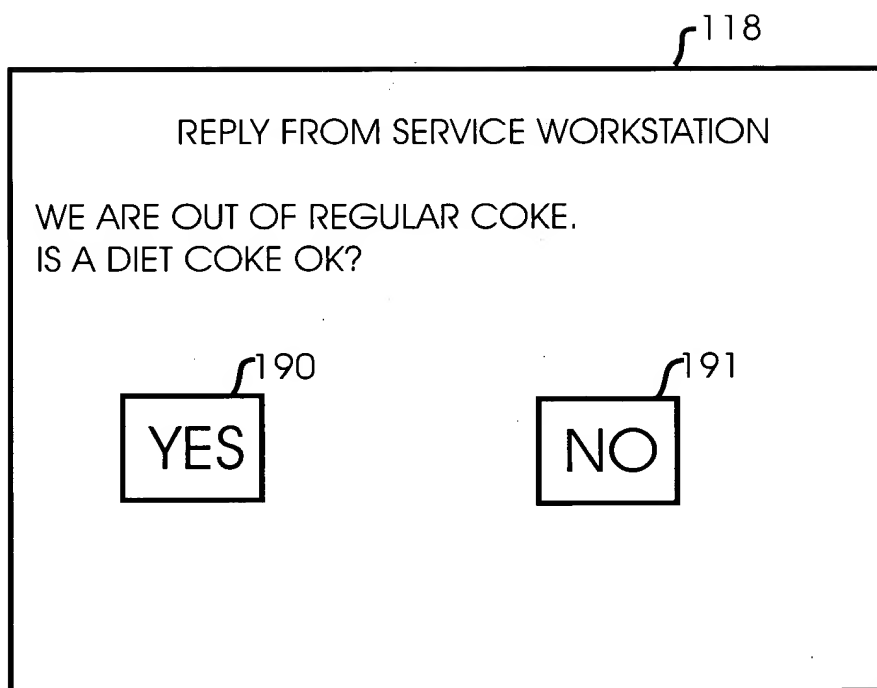 118
REPLY FROM SERVICE WORKSTATION
WE ARE OUT OF REGULAR COKE.
IS A DIET COKE OK?
190 191
YES NO